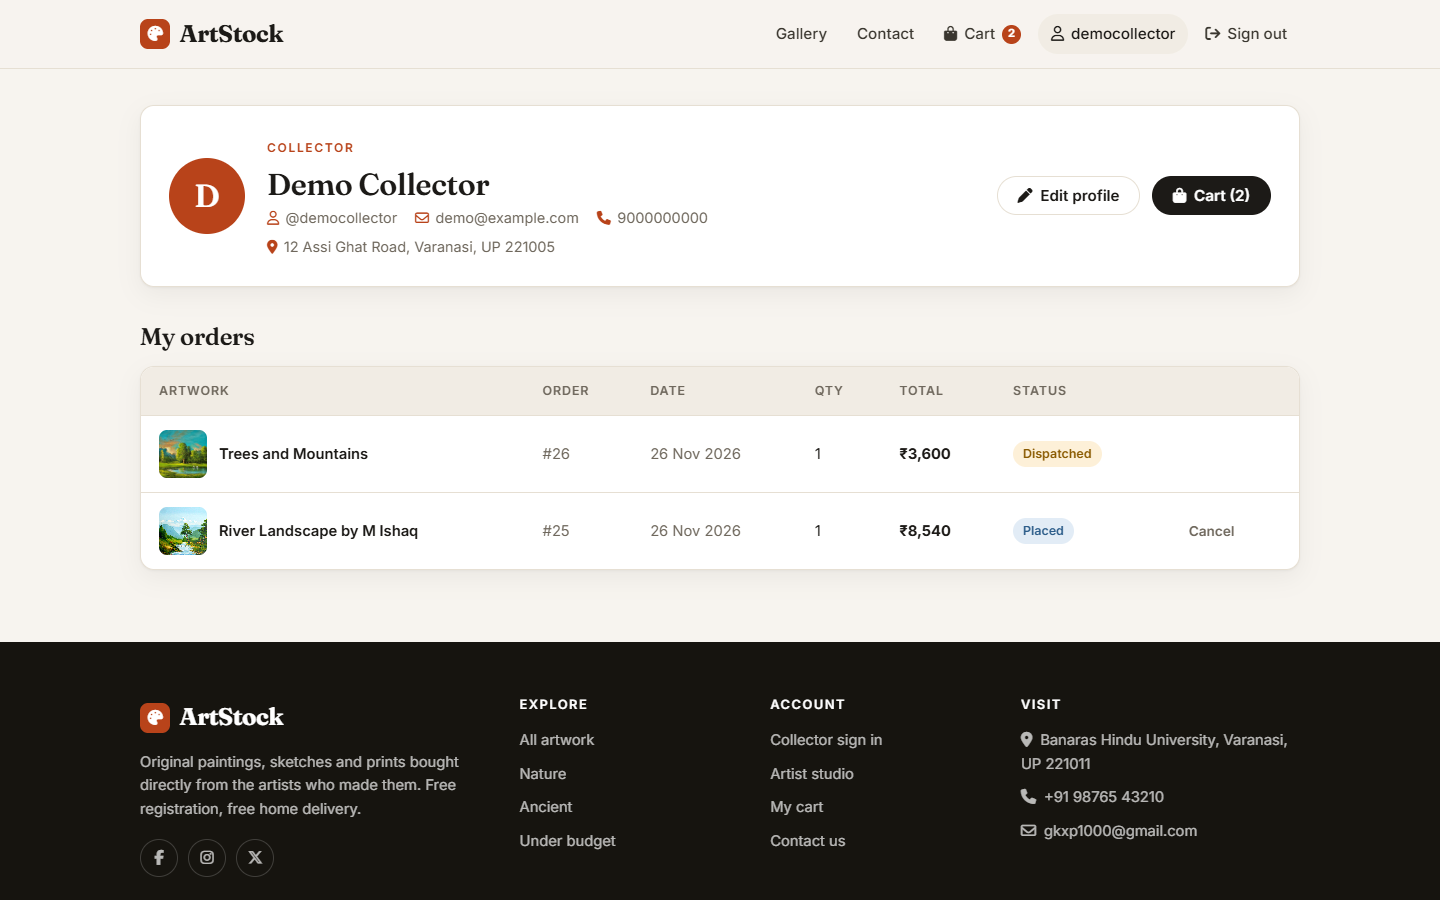 ArtStock
Gallery
Contact
Cart 2
democollector
Sign out
D
COLLECTOR
Demo Collector
@democollector demo@example.com 9000000000
12 Assi Ghat Road, Varanasi, UP 221005
Edit profile
Cart (2)
My orders
ARTWORK ORDER DATE QTY TOTAL STATUS
Trees and Mountains #26 26 Nov 2026 1 ₹3,600 Dispatched
River Landscape by M Ishaq #25 26 Nov 2026 1 ₹8,540 Placed Cancel
ArtStock
Original paintings, sketches and prints bought
directly from the artists who made them. Free
registration, free home delivery.
EXPLORE
All artwork
Nature
Ancient
Under budget
ACCOUNT
Collector sign in
Artist studio
My cart
Contact us
VISIT
Banaras Hindu University, Varanasi,
UP 221011
+91 98765 43210
gkxp1000@gmail.com